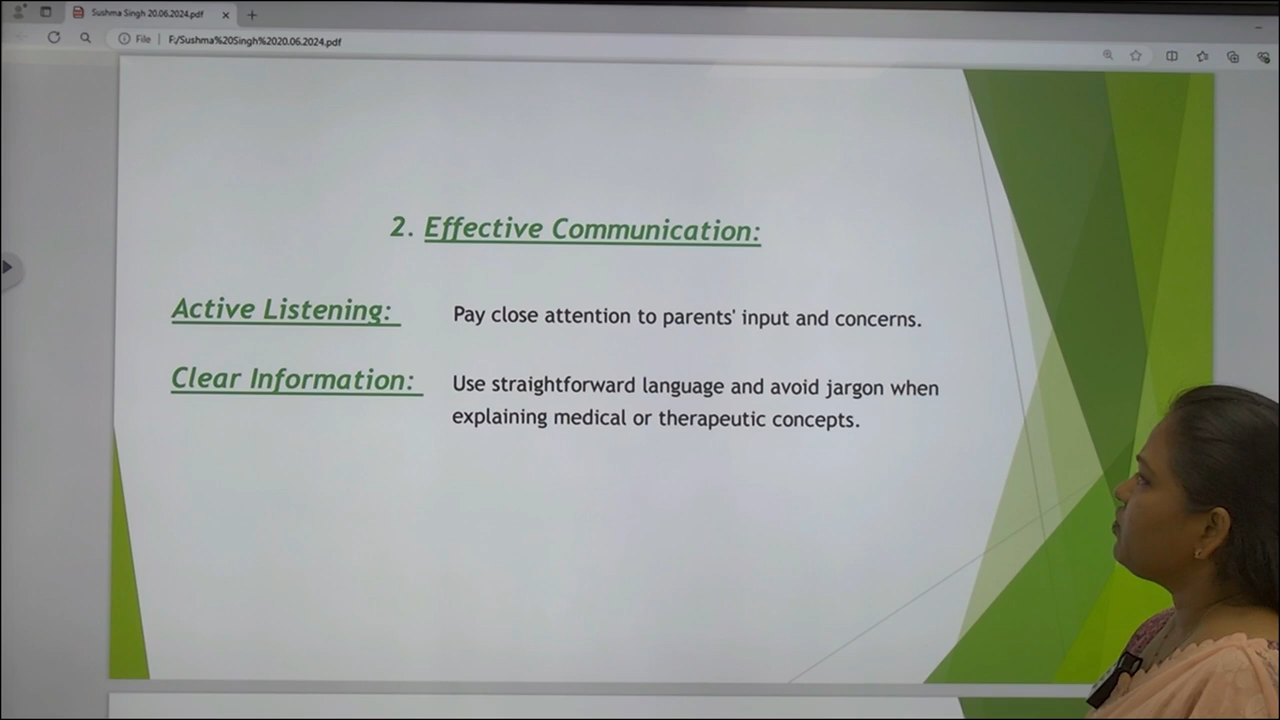 Sushma Singh 20.06.2024.pdf
File | F:/Sushma%20Singh%2020.06.2024.pdf
2. Effective Communication:
Active Listening: Pay close attention to parents' input and concerns.
Clear Information: Use straightforward language and avoid jargon when
explaining medical or therapeutic concepts.